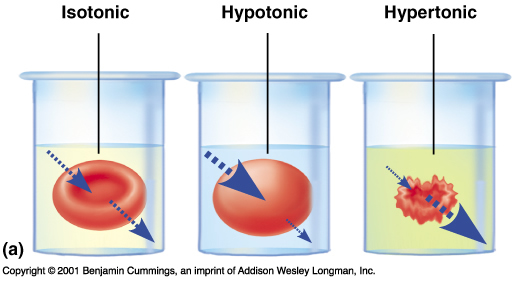 Isotonic Hypotonic Hypertonic
(a)
Copyright © 2001 Benjamin Cummings, an imprint of Addison Wesley Longman, Inc.